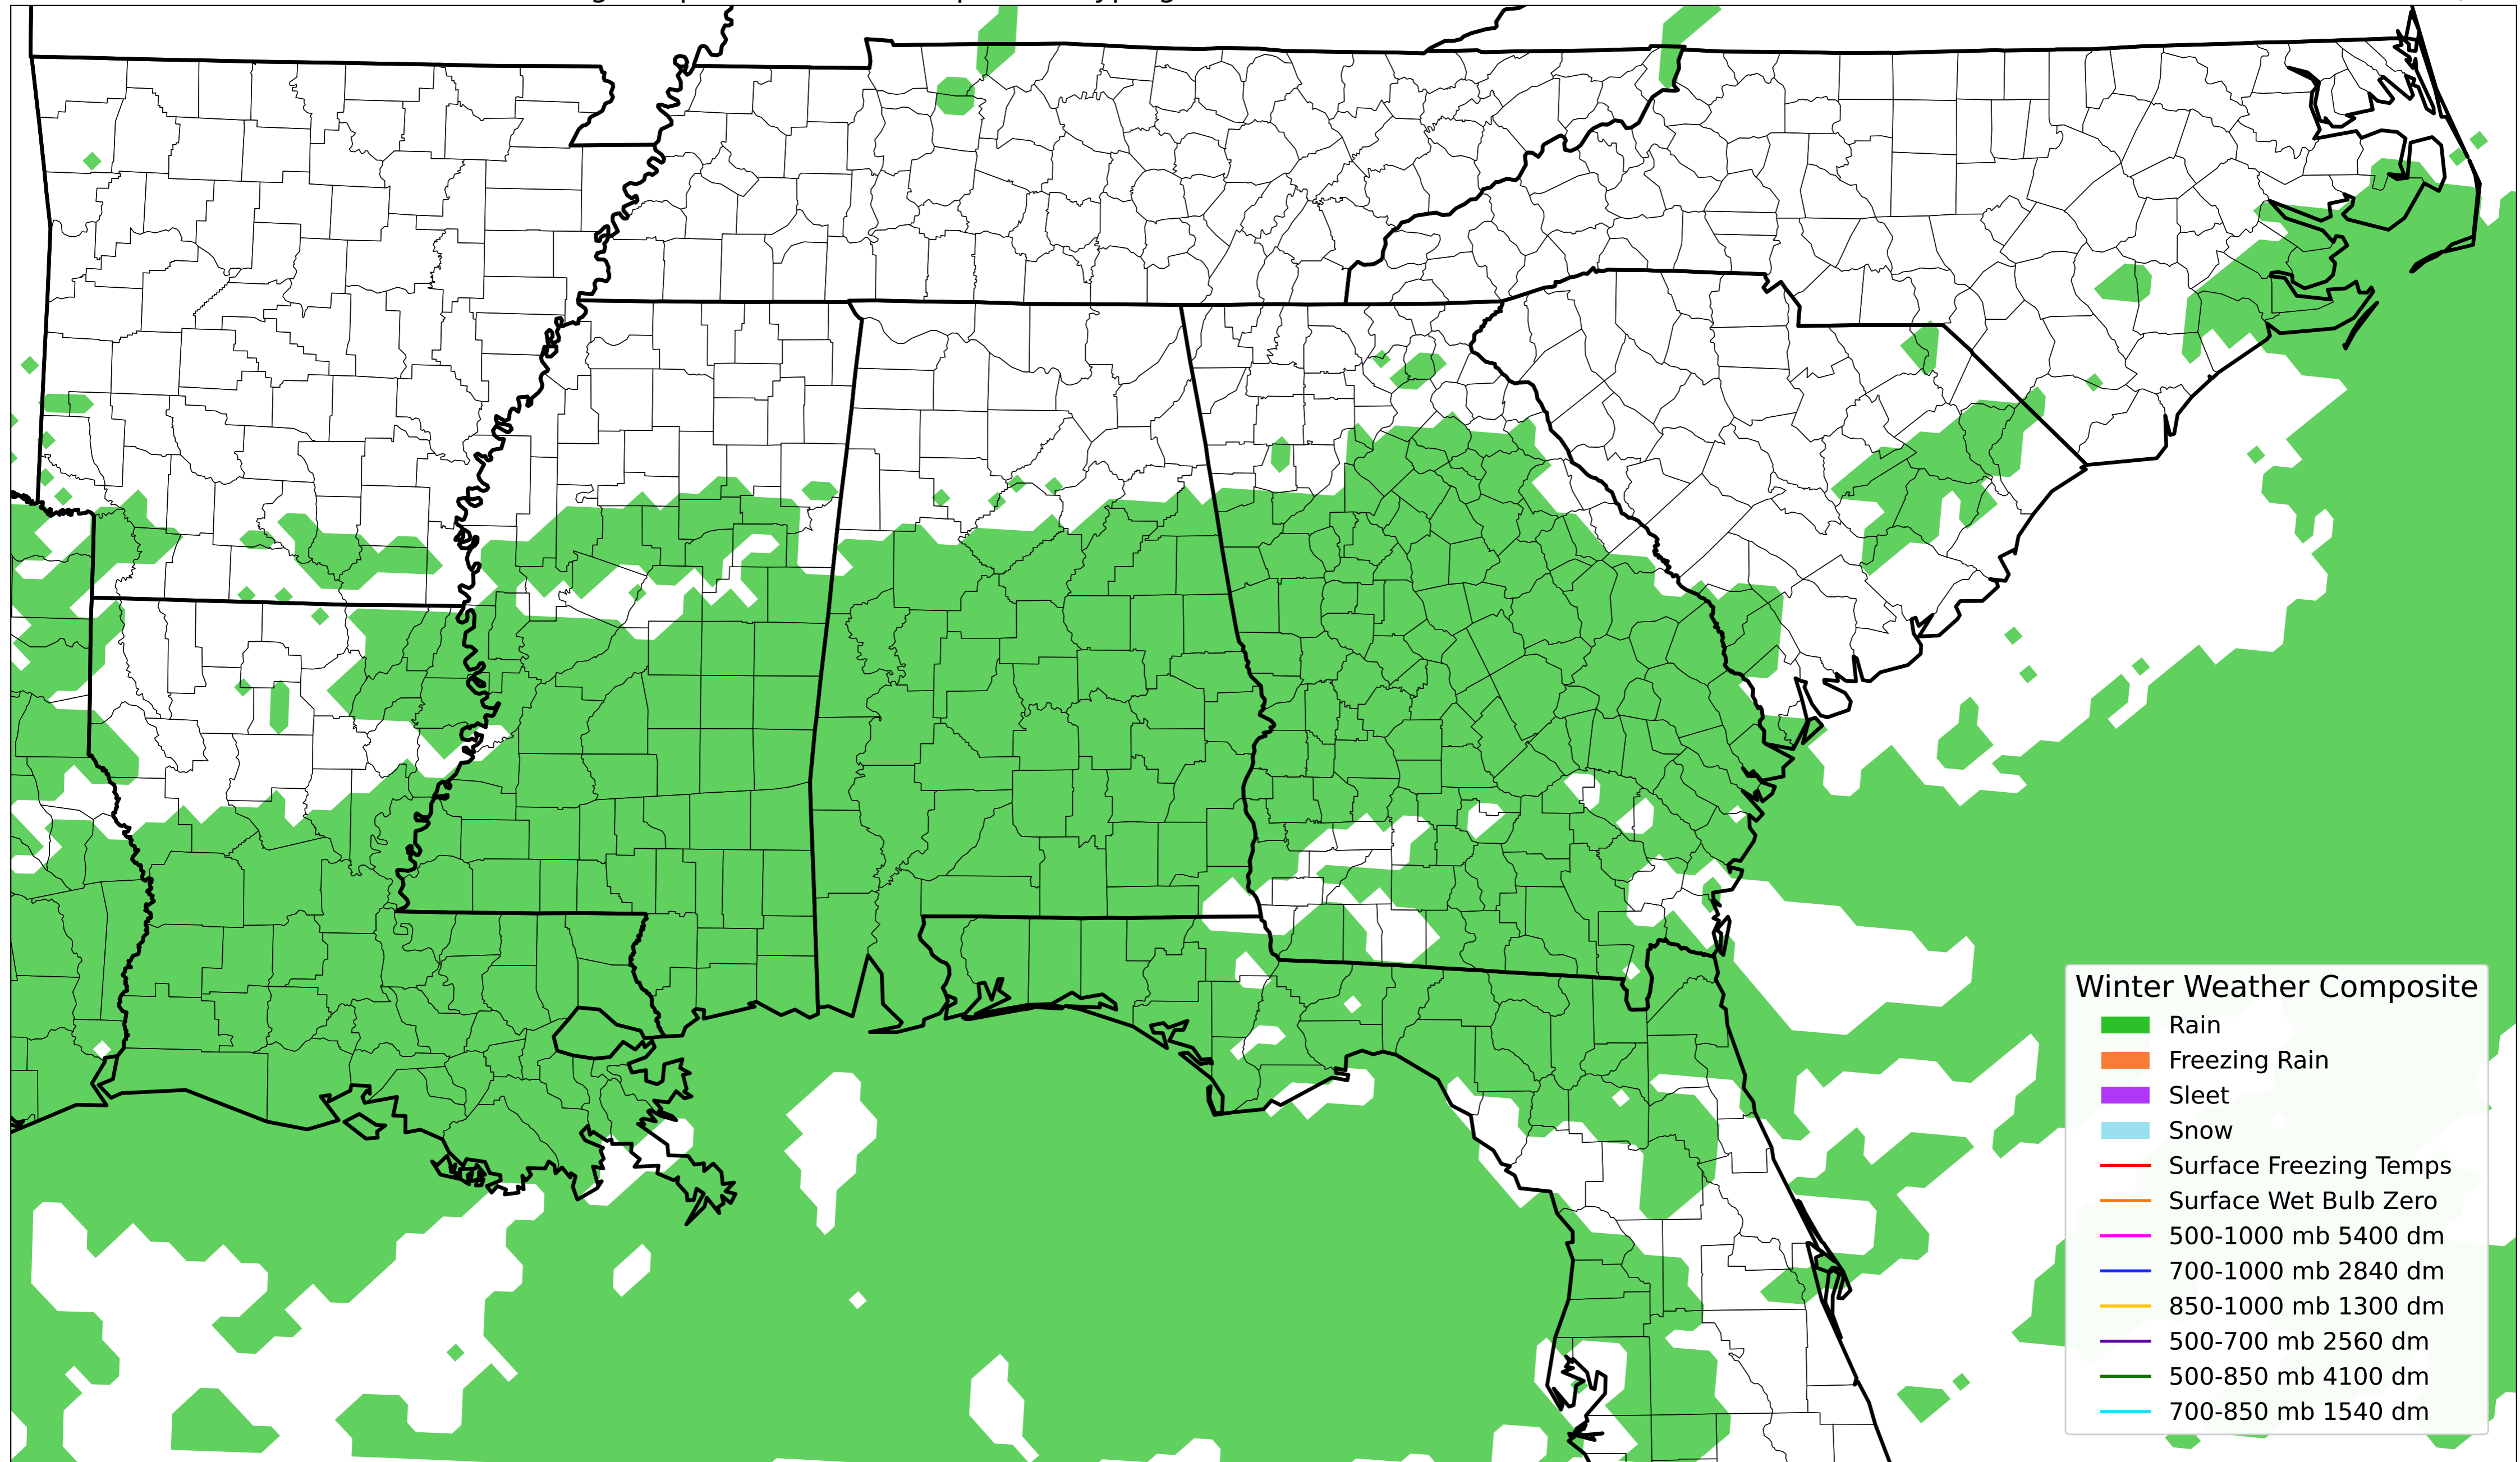 Winter Weather Composite
Rain
Freezing Rain
Sleet
Snow
Surface Freezing Temps
Surface Wet Bulb Zero
500-1000 mb 5400 dm
700-1000 mb 2840 dm
850-1000 mb 1300 dm
500-700 mb 2560 dm
500-850 mb 4100 dm
700-850 mb 1540 dm